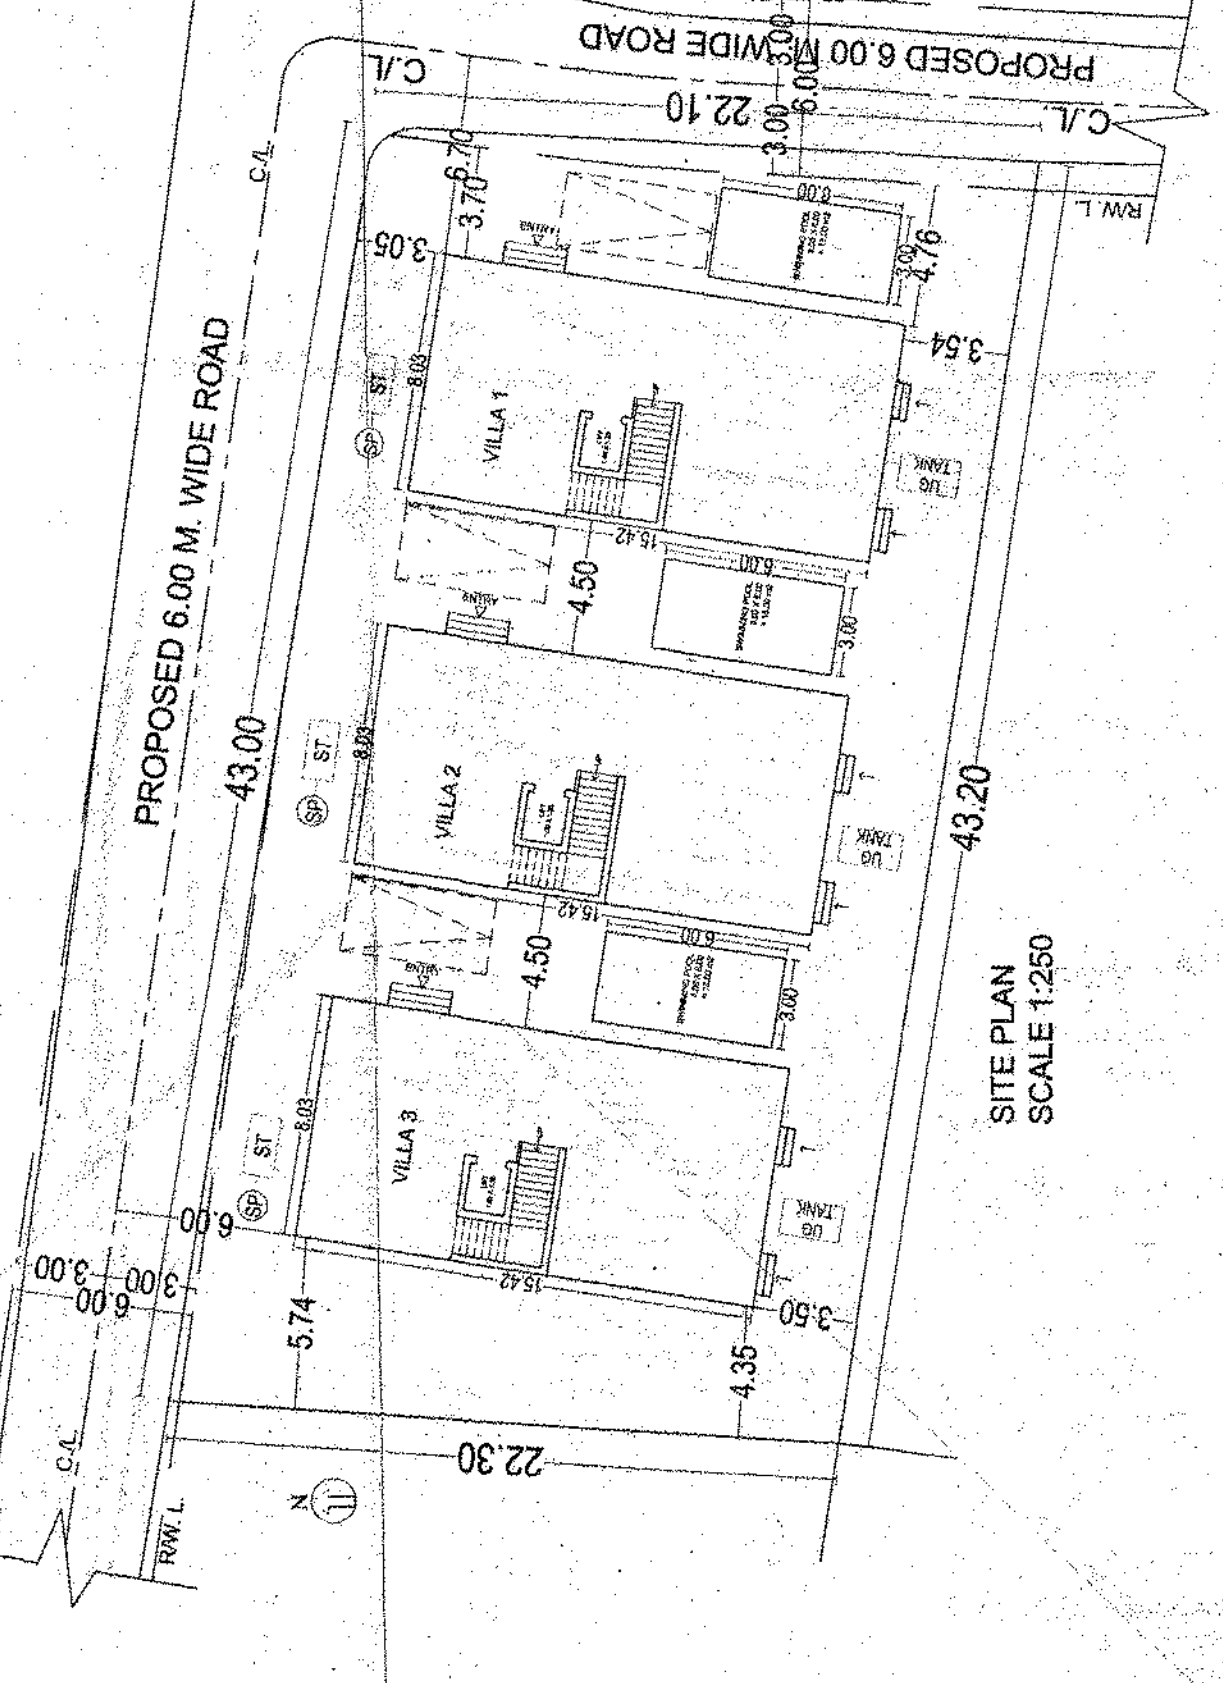 PROPOSED 6.00 M. WIDE ROAD
3.00
3.00
6.00
C/L
C/L
22.10
C/L
6.70
3.70
3.00
R/W. L.
3.05
6.00
3.00
4.76
3.54
PROPOSED 6.00 M. WIDE ROAD
ST
SP
8.03
VILLA 1
UG
TANK
15.42
4.50
6.00
SWIMMING POOL
3.00
43.00
ST
SP
8.03
VILLA 2
UG
TANK
43.20
15.42
4.50
6.00
3.00
SITE PLAN
SCALE 1:250
ST
SP
8.03
VILLA 3
UG
TANK
15.42
6.00
3.00
3.00
6.00
5.74
4.35
3.50
22.30
C/L
N
R/W. L.